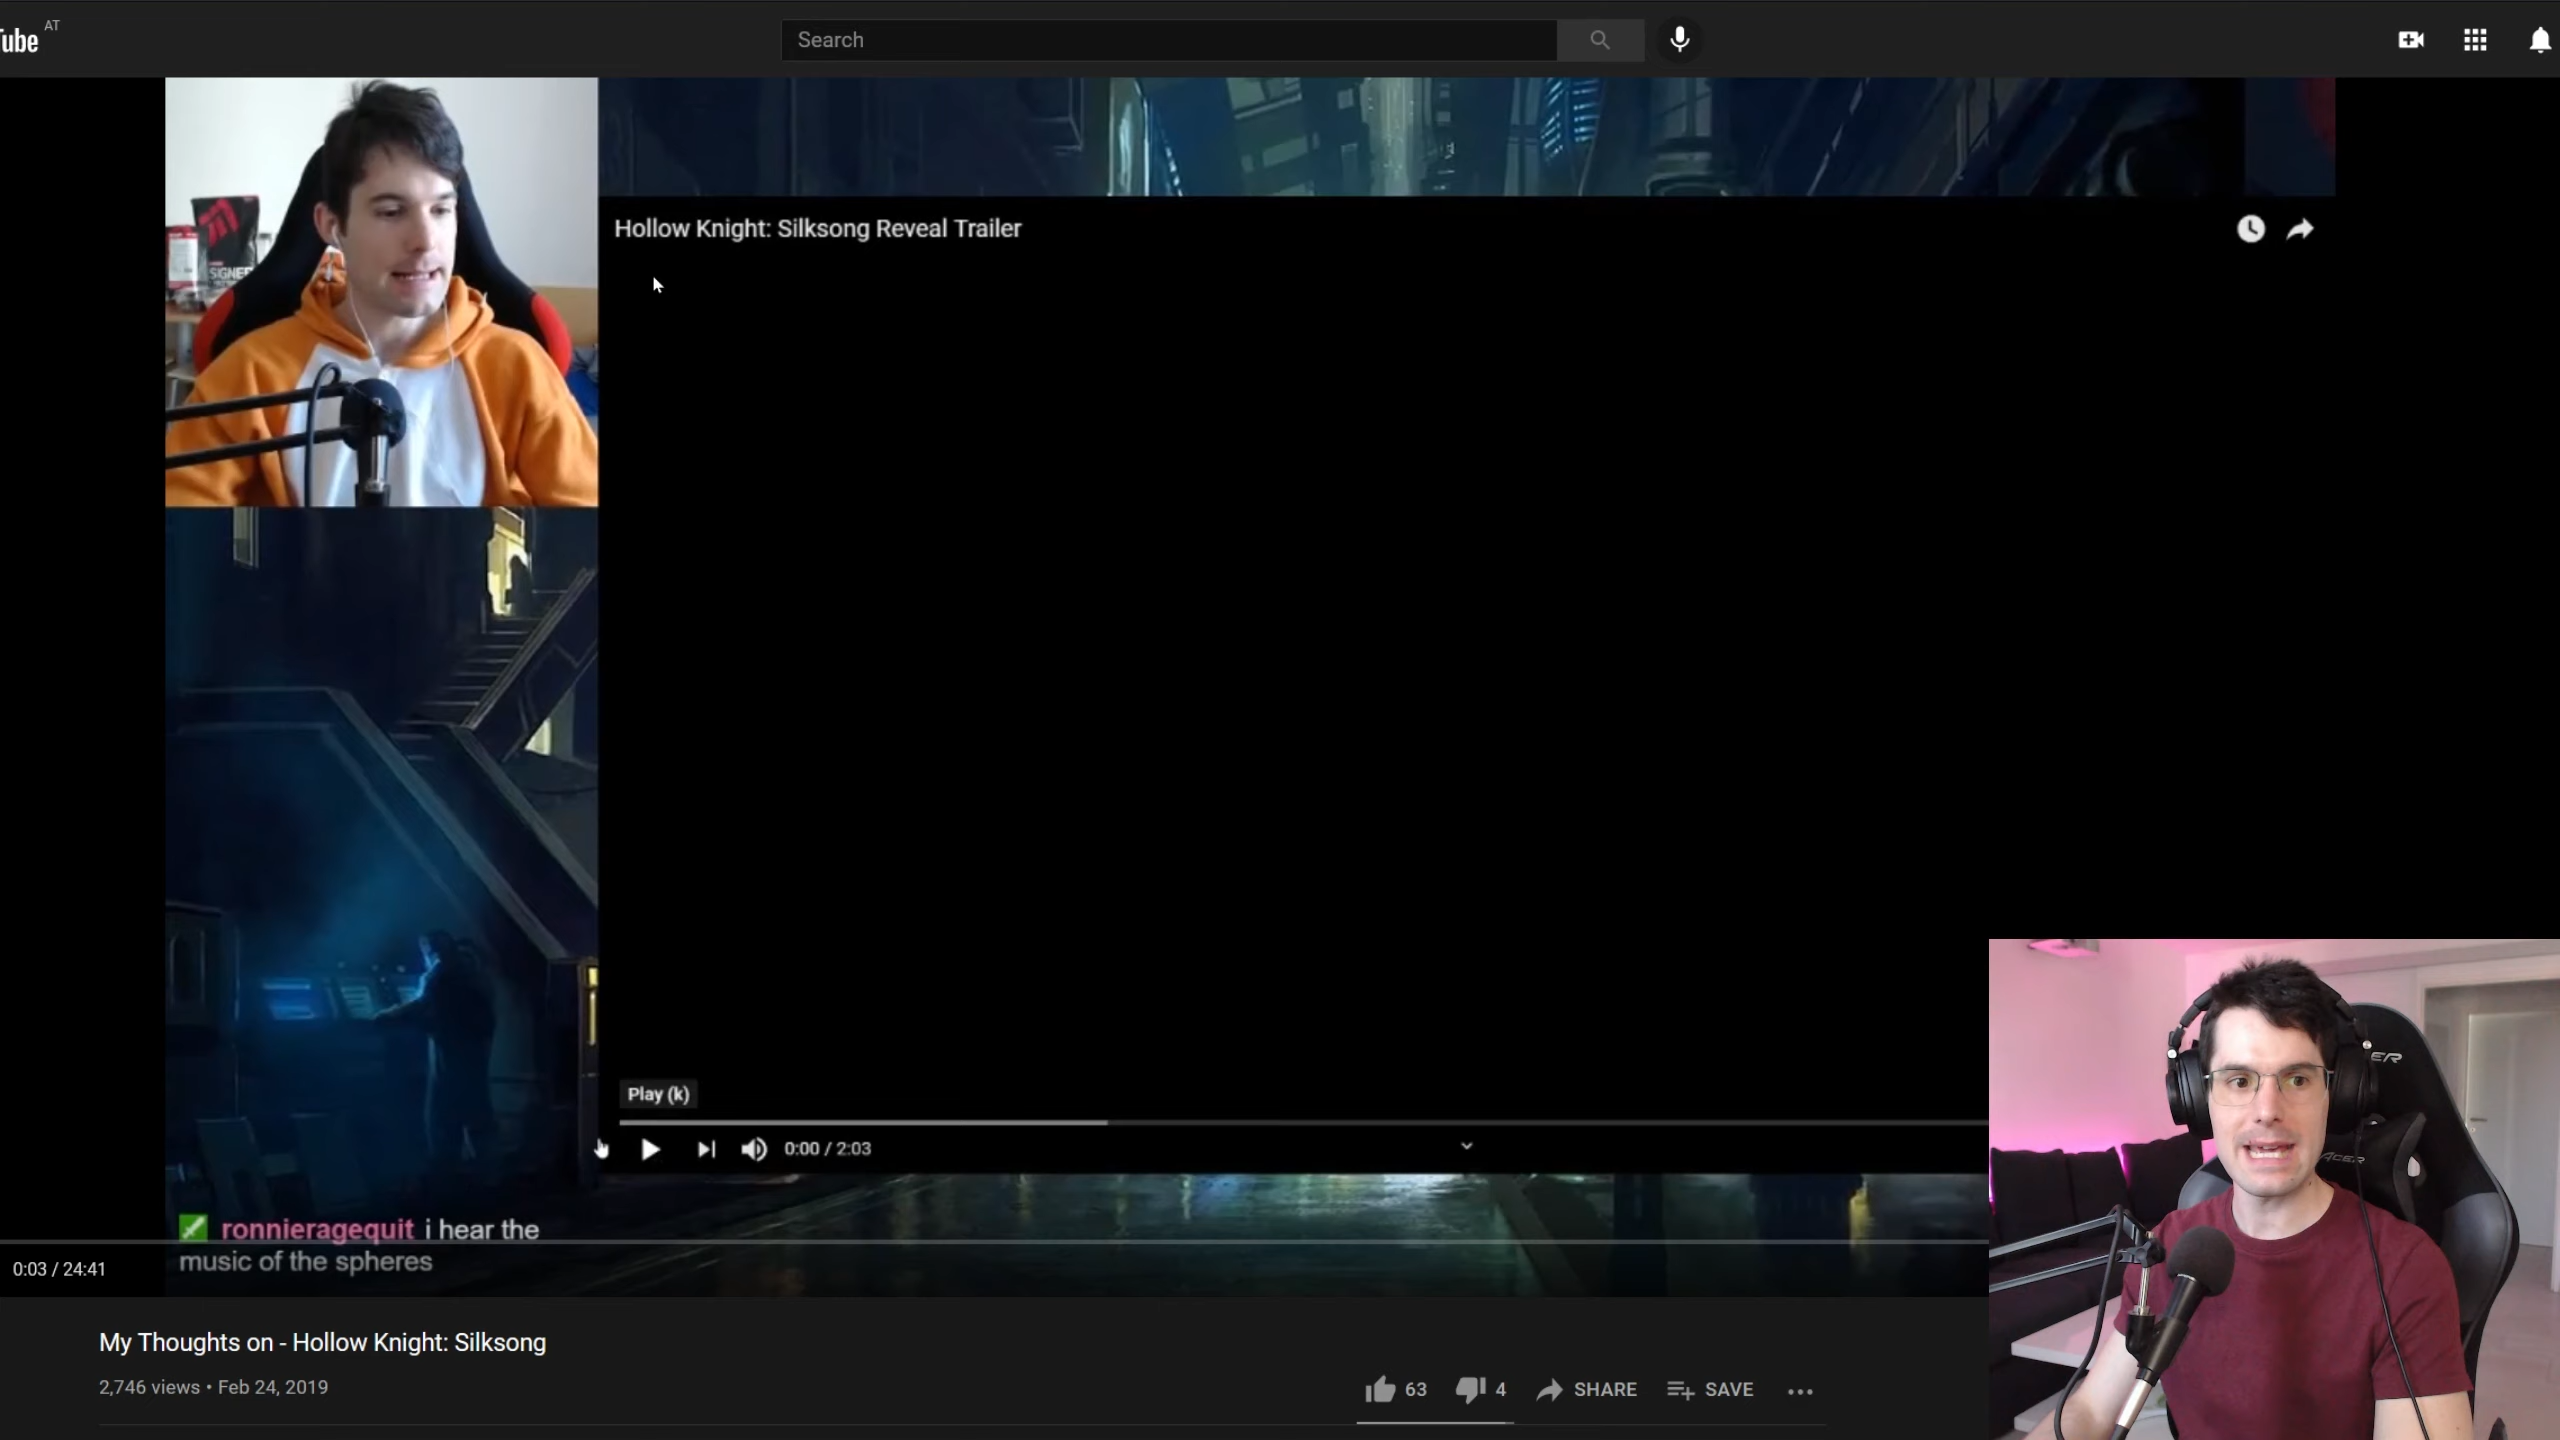 Tube AT
Search
SIGNER
Hollow Knight: Silksong Reveal Trailer
Play (k)
0:00 / 2:03
ronnieragequit i hear the
music of the spheres
0:03 / 24:41
ACER
My Thoughts on - Hollow Knight: Silksong
2,746 views • Feb 24, 2019
63
4
SHARE
SAVE